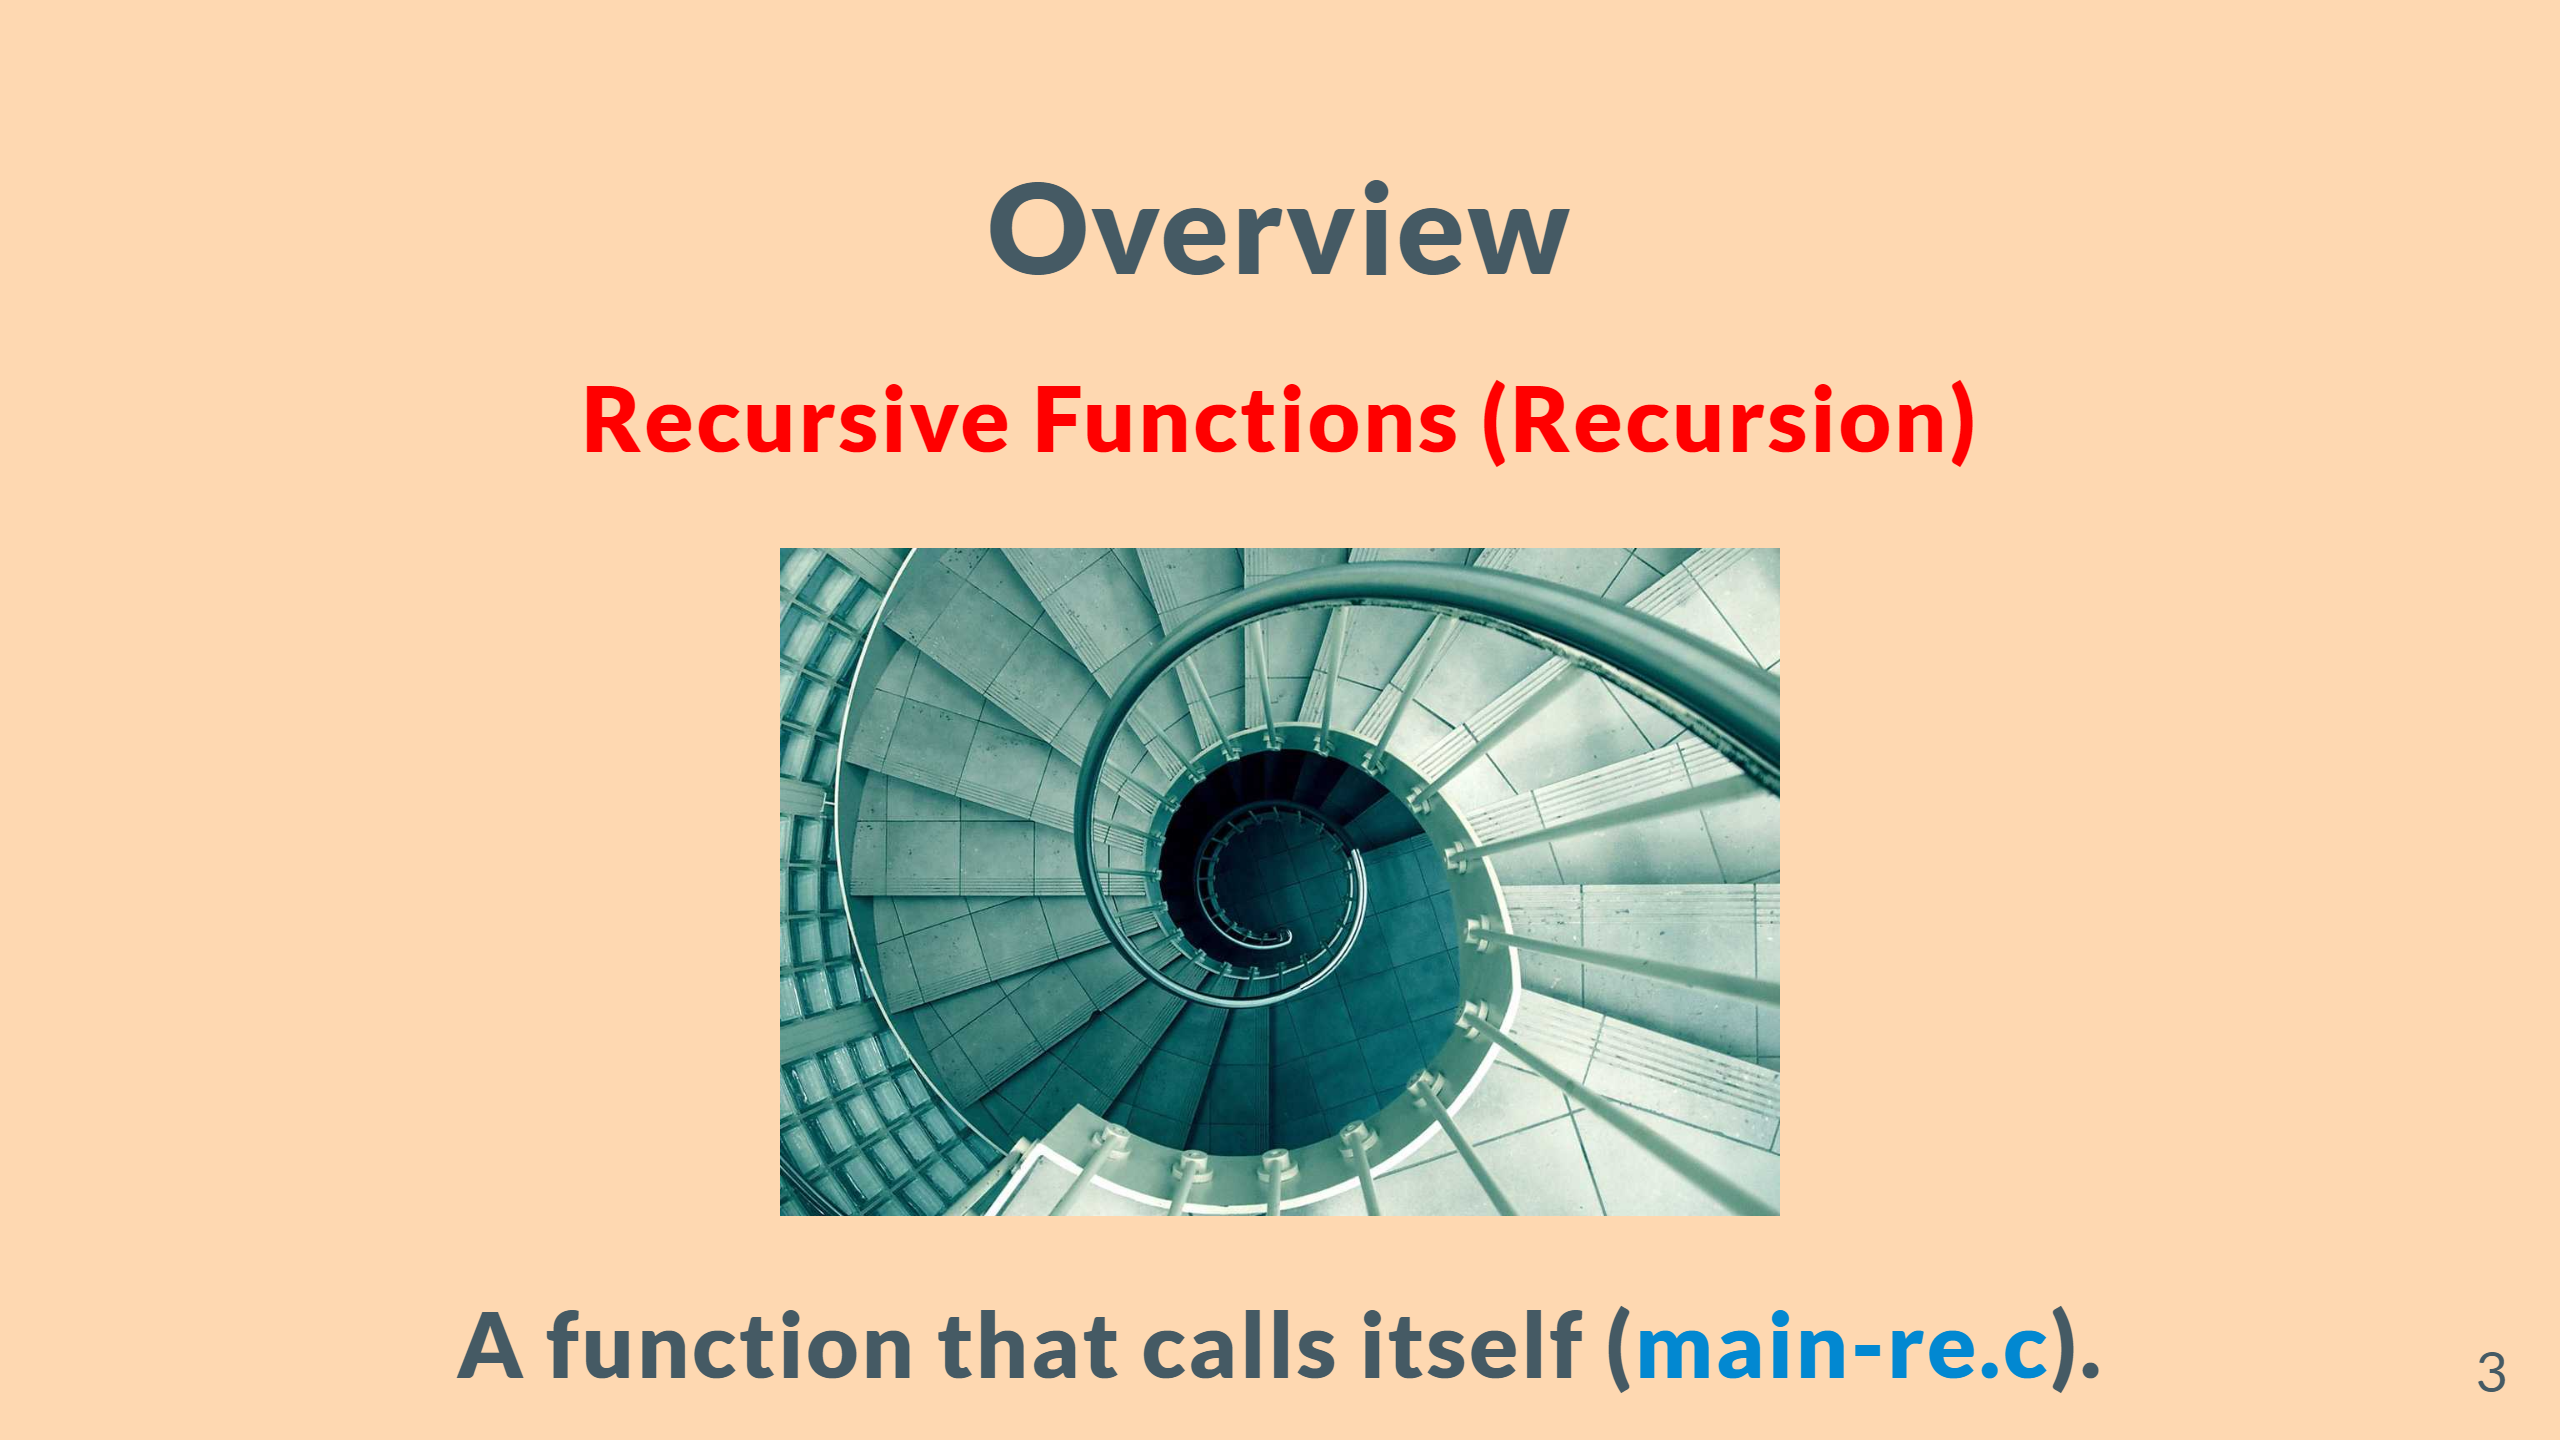 Overview
Recursive Functions (Recursion)
A function that calls itself (main-re.c).
3